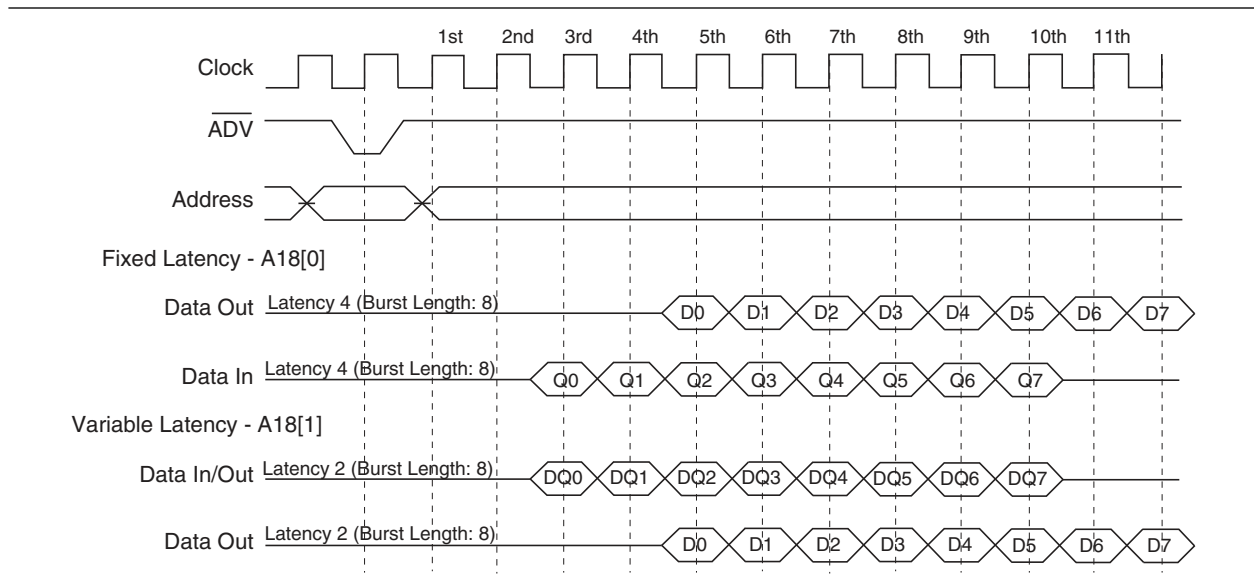 1st 2nd 3rd 4th 5th 6th 7th 8th 9th 10th 11th
Clock
ADV
Address
Fixed Latency - A18[0]
Data Out Latency 4 (Burst Length: 8) D0 D1 D2 D3 D4 D5 D6 D7
Data In Latency 4 (Burst Length: 8) Q0 Q1 Q2 Q3 Q4 Q5 Q6 Q7
Variable Latency - A18[1]
Data In/Out Latency 2 (Burst Length: 8) DQ0 DQ1 DQ2 DQ3 DQ4 DQ5 DQ6 DQ7
Data Out Latency 2 (Burst Length: 8) D0 D1 D2 D3 D4 D5 D6 D7